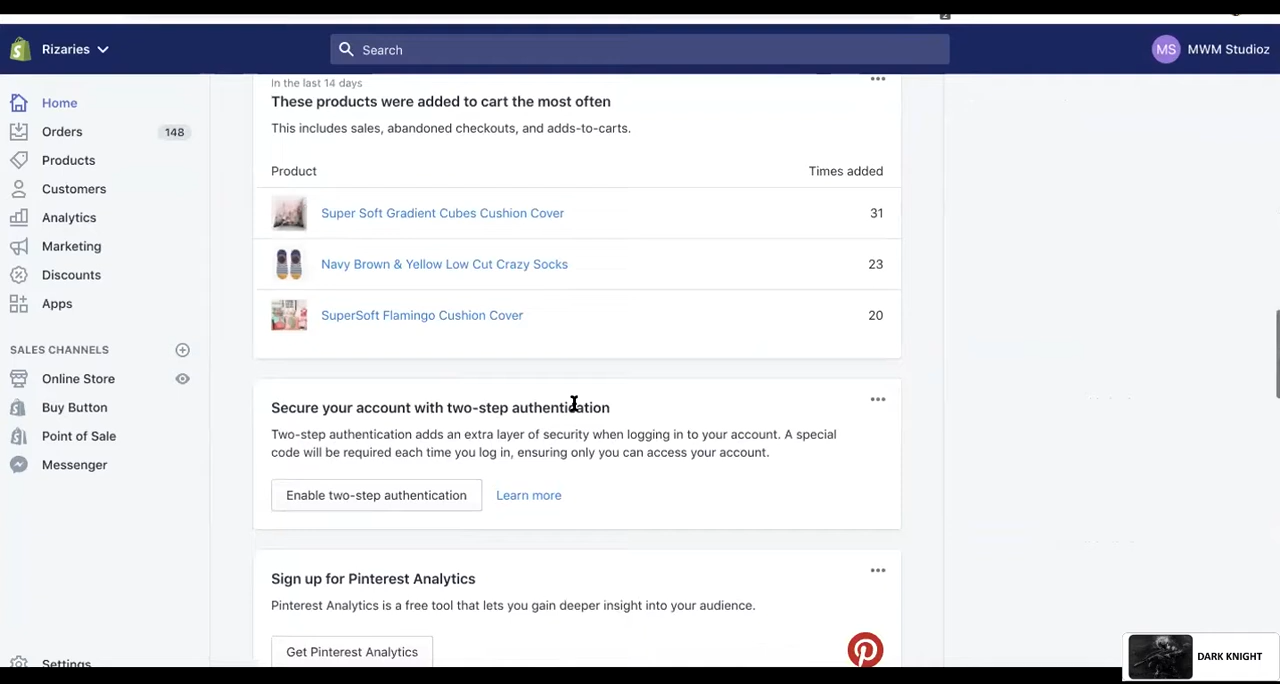 2
Rizaries
Search
MS MWM Studioz
Home
Orders 148
Products
Customers
Analytics
Marketing
Discounts
Apps
SALES CHANNELS
Online Store
Buy Button
Point of Sale
Messenger
Settings
In the last 14 days
These products were added to cart the most often
This includes sales, abandoned checkouts, and adds-to-carts.
Product Times added
Super Soft Gradient Cubes Cushion Cover 31
Navy Brown & Yellow Low Cut Crazy Socks 23
SuperSoft Flamingo Cushion Cover 20
Secure your account with two-step authentication
Two-step authentication adds an extra layer of security when logging in to your account. A special
code will be required each time you log in, ensuring only you can access your account.
Enable two-step authentication Learn more
Sign up for Pinterest Analytics
Pinterest Analytics is a free tool that lets you gain deeper insight into your audience.
Get Pinterest Analytics
DARK KNIGHT